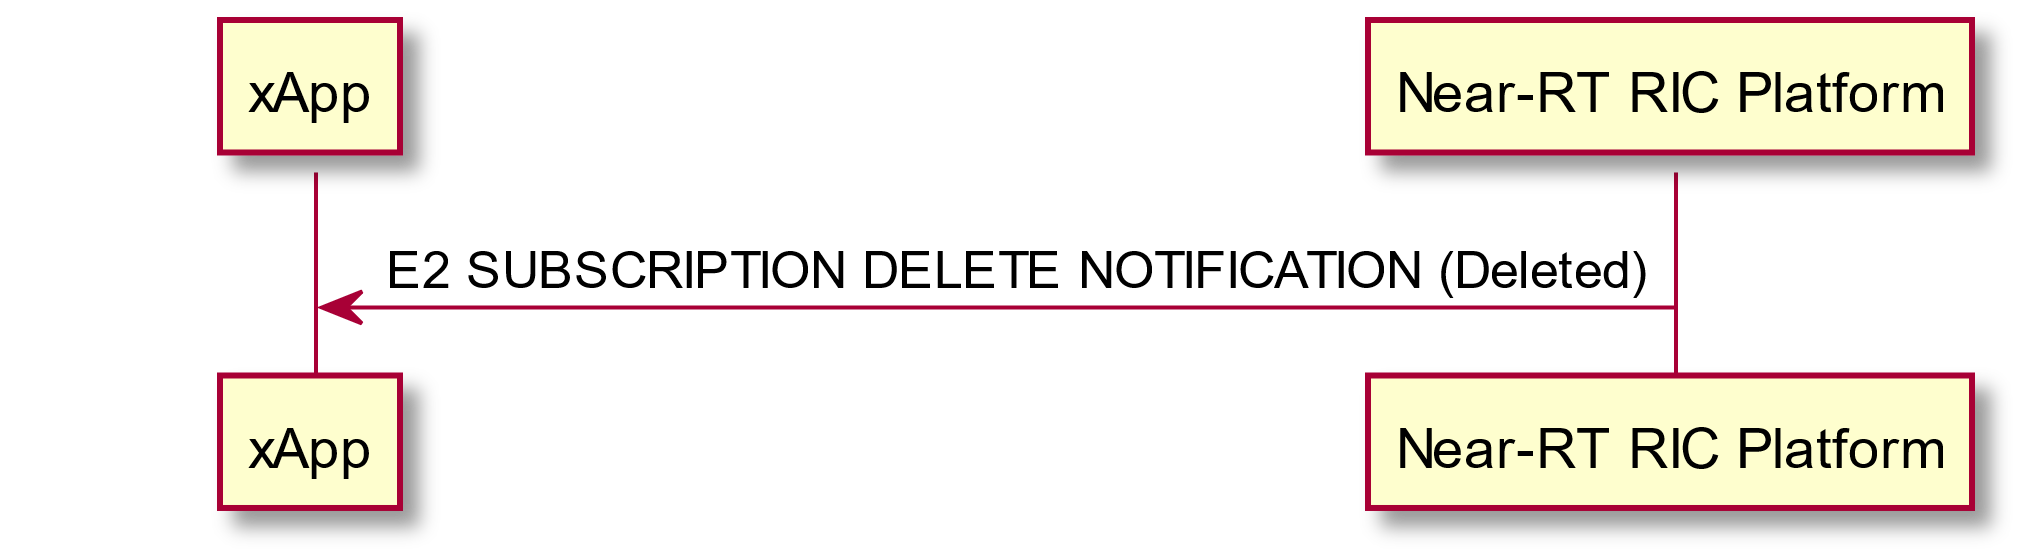 xApp
Near-RT RIC Platform
E2 SUBSCRIPTION DELETE NOTIFICATION (Deleted)
xApp
Near-RT RIC Platform